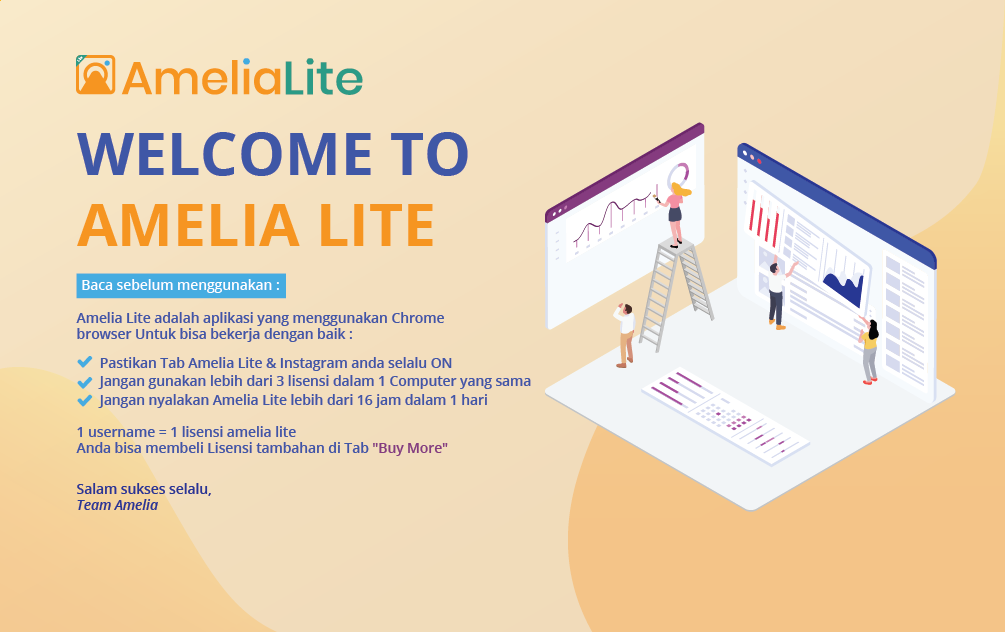 AmeliaLite
WELCOME TO
AMELIA LITE
Baca sebelum menggunakan :
Amelia Lite adalah aplikasi yang menggunakan Chrome
browser Untuk bisa bekerja dengan baik :
Pastikan Tab Amelia Lite & Instagram anda selalu ON
Jangan gunakan lebih dari 3 lisensi dalam 1 Computer yang sama
Jangan nyalakan Amelia Lite lebih dari 16 jam dalam 1 hari
1 username = 1 lisensi amelia lite
Anda bisa membeli Lisensi tambahan di Tab "Buy More"
Salam sukses selalu,
Team Amelia